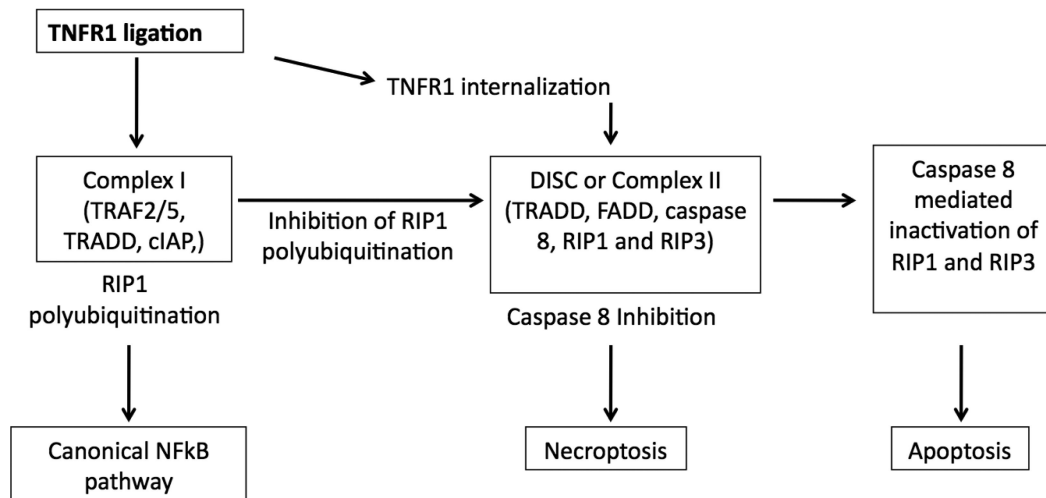 TNFR1 ligation
TNFR1 internalization
Complex I
(TRAF2/5,
TRADD, cIAP,)
Inhibition of RIP1
polyubiquitination
DISC or Complex II
(TRADD, FADD, caspase
8, RIP1 and RIP3)
Caspase 8
mediated
inactivation of
RIP1 and RIP3
RIP1
polyubiquitination
Caspase 8 Inhibition
Canonical NFkB
pathway
Necroptosis
Apoptosis